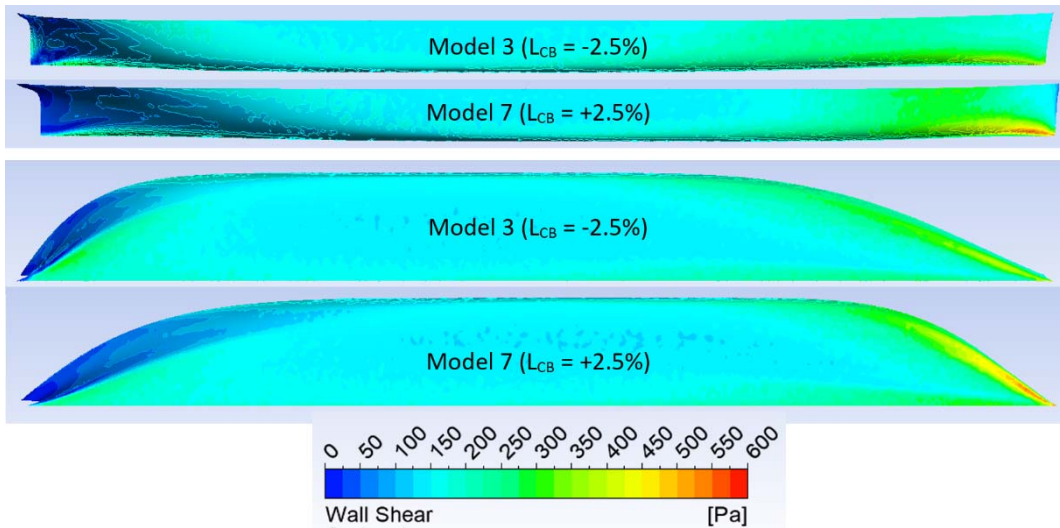 Model 3 (LCB = -2.5%)
Model 7 (LCB = +2.5%)
Model 3 (LCB = -2.5%)
Model 7 (LCB = +2.5%)
0 50 100 150 200 250 300 350 400 450 500 550 600
Wall Shear [Pa]